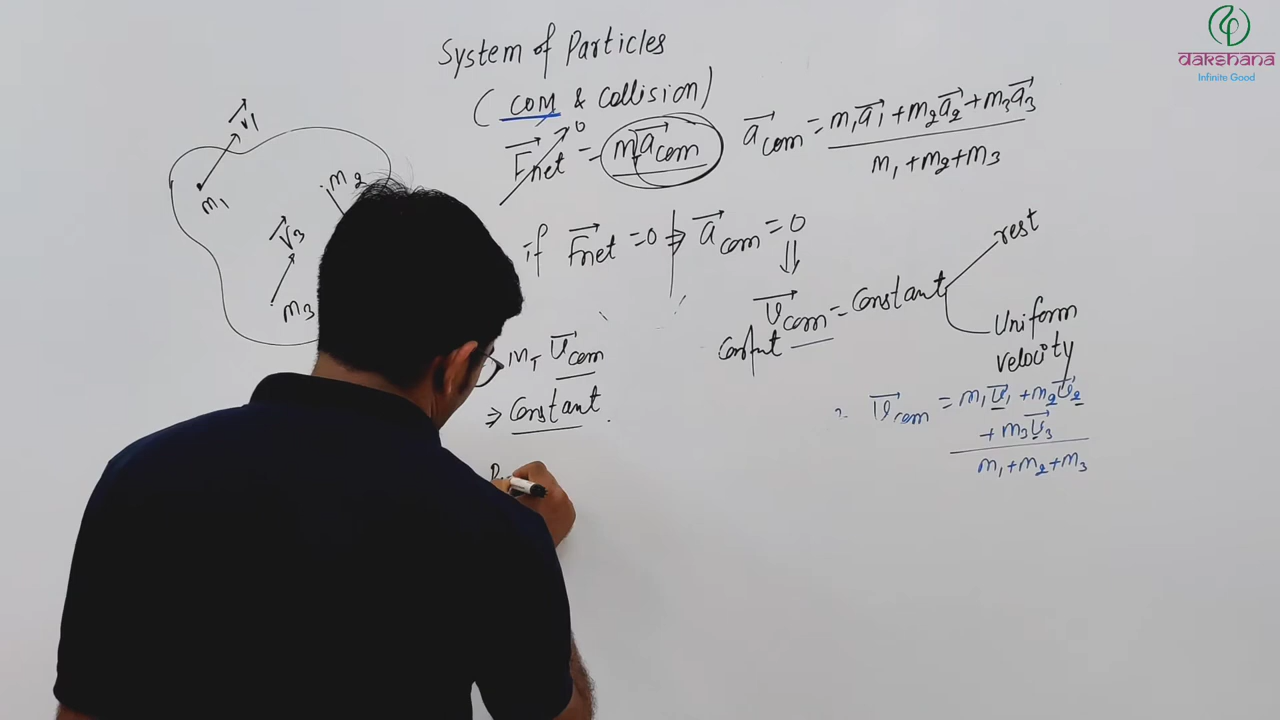 dakshana
Infinite Good
System of Particles
( COM & Collision )
F⃗net = m a⃗com
0
a⃗com = m₁a⃗₁ + m₂a⃗₂ + m₃a⃗₃
m₁ + m₂ + m₃
v⃗₁
m₁
m₂
v⃗₃
m₃
if F⃗net = 0 ⇒ a⃗com = 0
⇓
v⃗com = Constant
rest
Uniform
velocity
M_T v⃗com
⇒ Constant .
v⃗com = m₁v⃗₁ + m₂v⃗₂
+ m₃v⃗₃
m₁ + m₂ + m₃